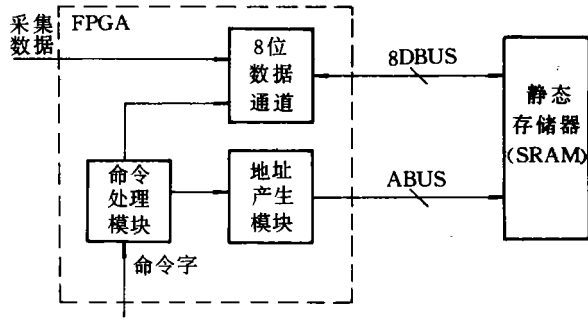 采集
数据
FPGA
8位
数据
通道
8DBUS
静态
存储器
(SRAM)
命令
处理
模块
地址
产生
模块
ABUS
命令字